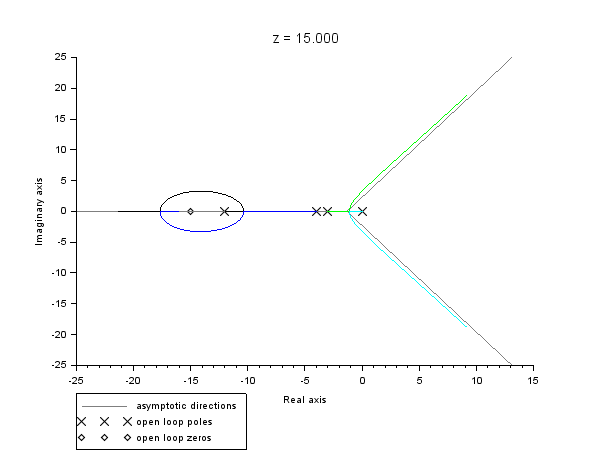 z = 15.000
25
20
15
10
5
0
-5
-10
-15
-20
-25
Imaginary axis
-25 -20 -15 -10 -5 0 5 10 15
Real axis
asymptotic directions
open loop poles
open loop zeros